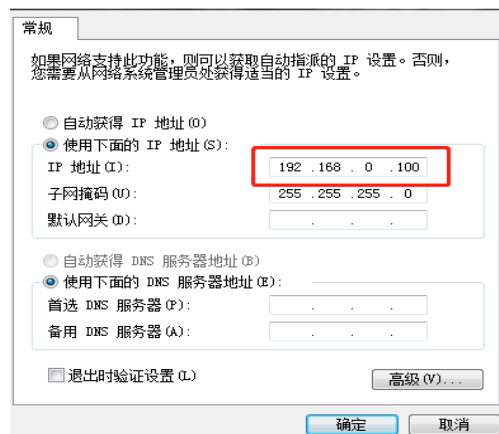 常规
如果网络支持此功能，则可以获取自动指派的 IP 设置。否则，
您需要从网络系统管理员处获得适当的 IP 设置。
自动获得 IP 地址(O)
使用下面的 IP 地址(S):
IP 地址(I): 192 .168 . 0 .100
子网掩码(U): 255 .255 .255 . 0
默认网关(D): . . .
自动获得 DNS 服务器地址(B)
使用下面的 DNS 服务器地址(E):
首选 DNS 服务器(P): . . .
备用 DNS 服务器(A): . . .
退出时验证设置(L)
高级(V)...
确定 取消